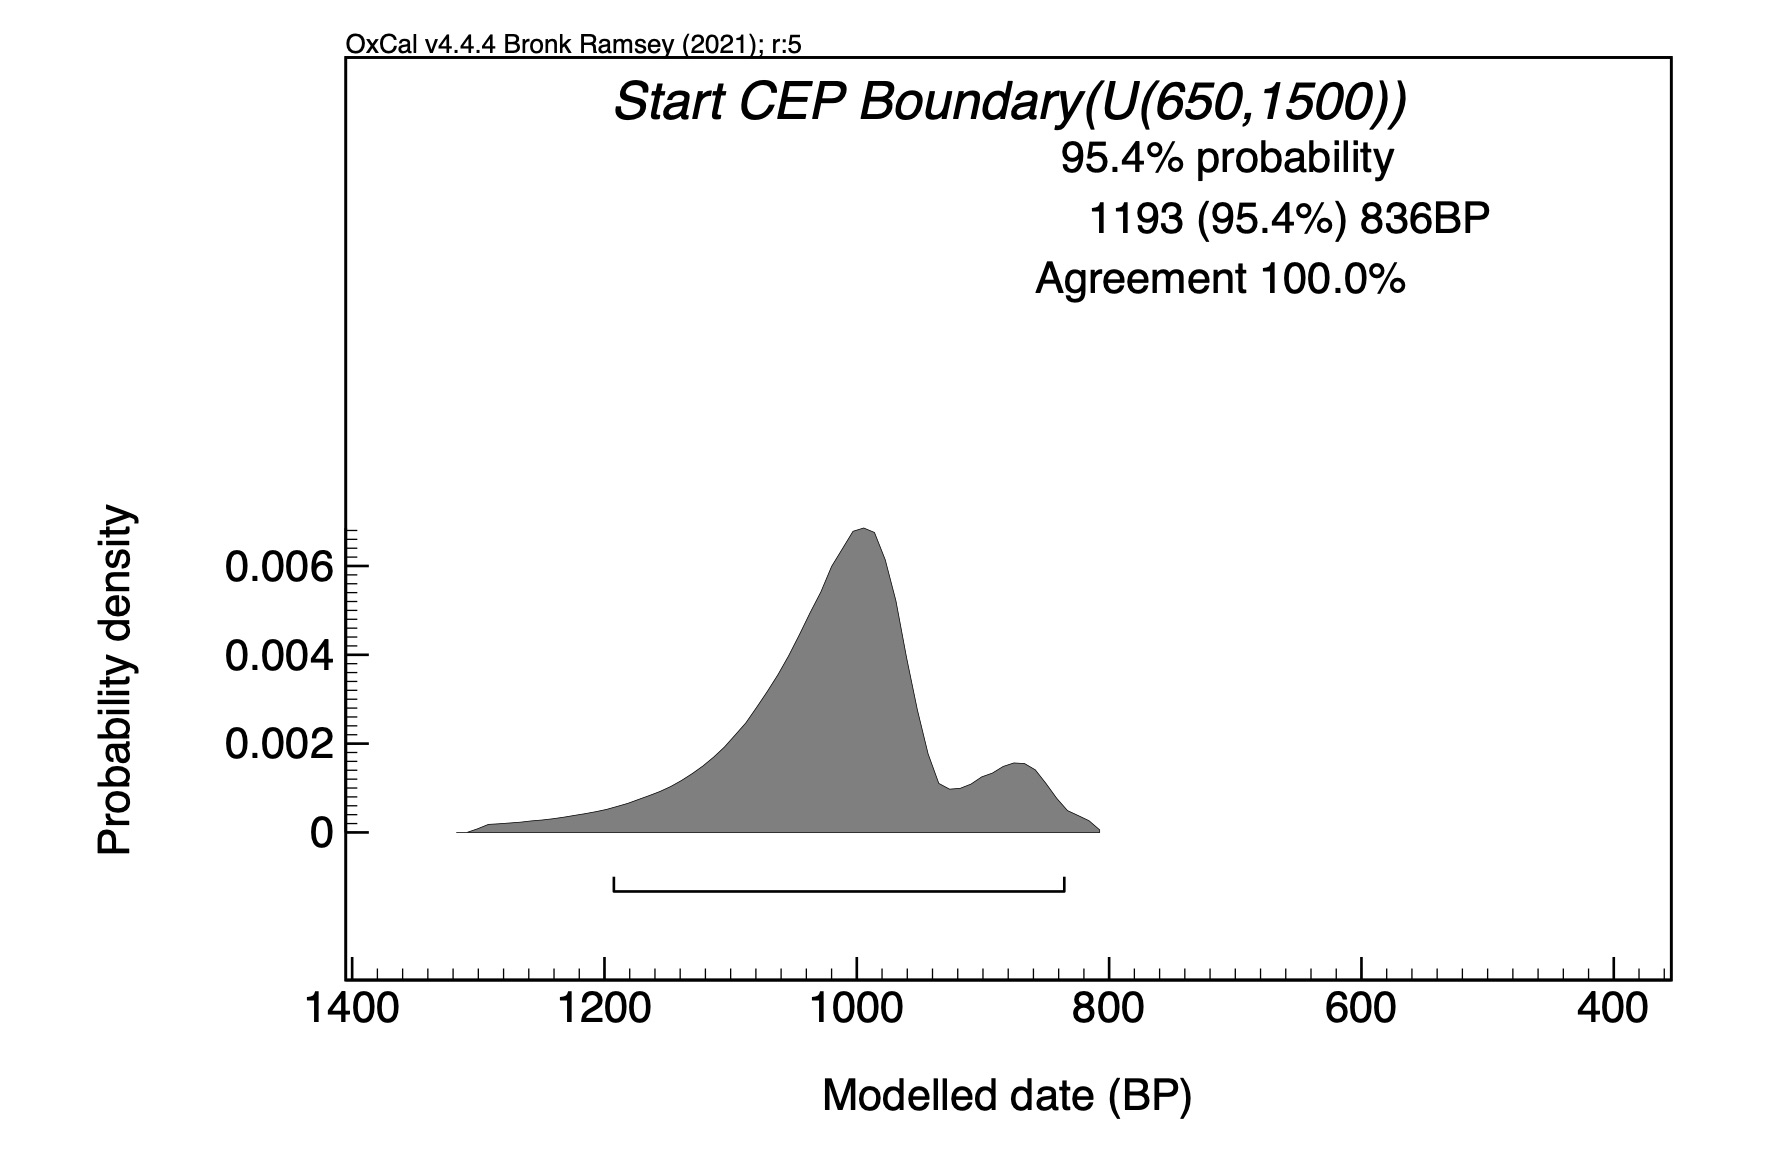 OxCal v4.4.4 Bronk Ramsey (2021); r:5
Start CEP Boundary(U(650,1500))
95.4% probability
1193 (95.4%) 836BP
Agreement 100.0%
Probability density
0.006
0.004
0.002
0
1400 1200 1000 800 600 400
Modelled date (BP)